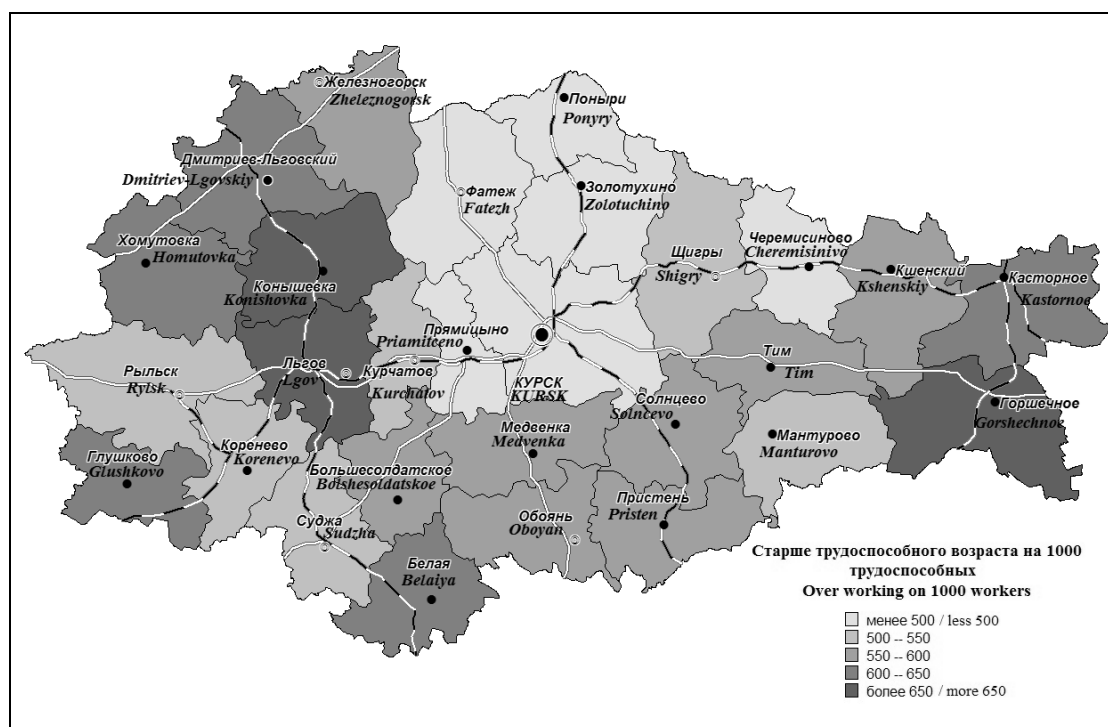 Железногорск
Zheleznogorsk
Поныри
Ponyry
Дмитриев-Льговский
Dmitriev-Lgovskiy
Фатеж
Fatezh
Золотухино
Zolotuchino
Хомутовка
Homutovka
Щигры
Shigry
Черемисиново
Cheremisinivo
Кшенский
Kshenskiy
Касторное
Kastornoe
Конышевка
Konishovka
Прямицыно
Priamitceno
Рыльск
Rylsk
Льгов
Lgov
Курчатов
Kurchatov
КУРСК
KURSK
Тим
Tim
Солнцево
Solncevo
Горшечное
Gorshechnoe
Медвенка
Medvenka
Мантурово
Manturovo
Коренево
Korenevo
Глушково
Glushkovo
Большесолдатское
Bolshesoldatskoe
Суджа
Sudzha
Обоянь
Oboyan
Пристень
Pristen
Белая
Belaiya
Старше трудоспособного возраста на 1000
трудоспособных
Over working on 1000 workers
менее 500 / less 500
500 -- 550
550 -- 600
600 -- 650
более 650 / more 650